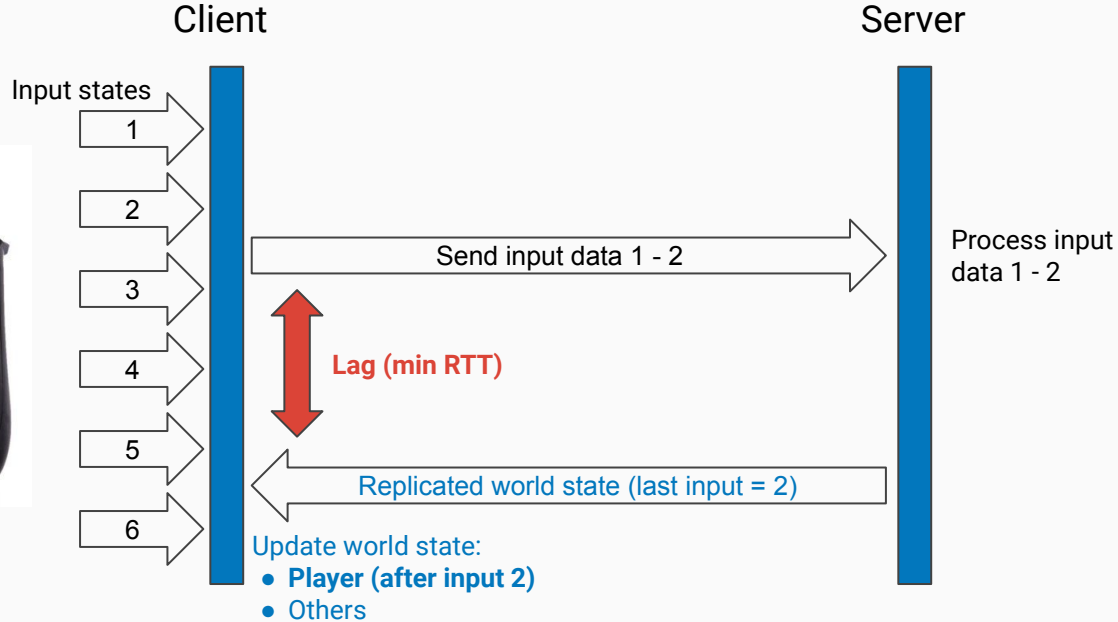 Client
Server
Input states
1
2
Send input data 1 - 2
Process input
data 1 - 2
3
Lag (min RTT)
4
5
Replicated world state (last input = 2)
6
Update world state:
● Player (after input 2)
● Others